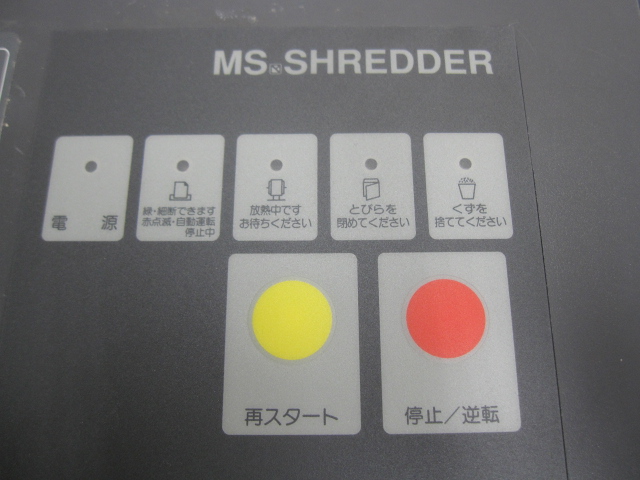 MS SHREDDER
電源
緑・細断できます
赤点滅・自動運転
停止中
放熱中です
お待ちください
とびらを
閉めてください
くずを
捨ててください
再スタート
停止／逆転